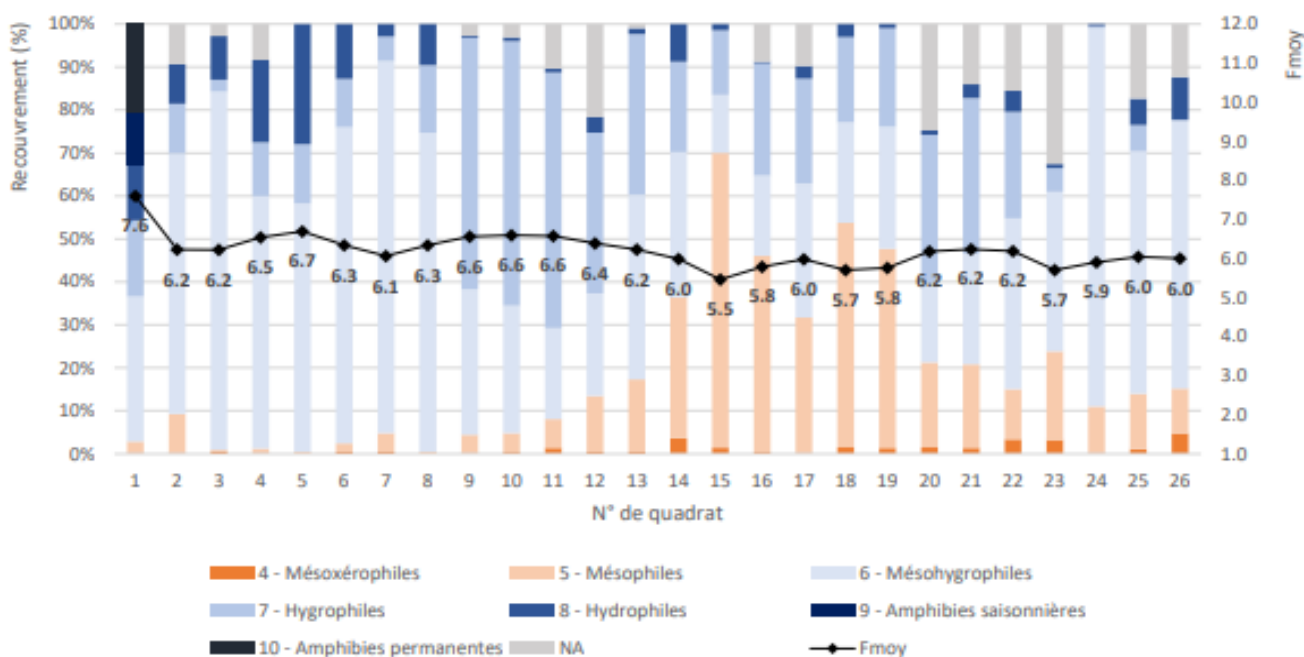 Recouvrement (%)
100%
90%
80%
70%
60%
50%
40%
30%
20%
10%
0%
12.0
11.0
10.0
9.0
8.0
7.0
6.0
5.0
4.0
3.0
2.0
1.0
Fmoy
7.6 6.2 6.2 6.5 6.7 6.3 6.1 6.3 6.6 6.6 6.6 6.4 6.2 6.0 5.5 5.8 6.0 5.7 5.8 6.2 6.2 6.2 5.7 5.9 6.0 6.0
1 2 3 4 5 6 7 8 9 10 11 12 13 14 15 16 17 18 19 20 21 22 23 24 25 26
N° de quadrat
4 - Mésoxérophiles 5 - Mésophiles 6 - Mésohygrophiles
7 - Hygrophiles 8 - Hydrophiles 9 - Amphibies saisonnières
10 - Amphibies permanentes NA Fmoy